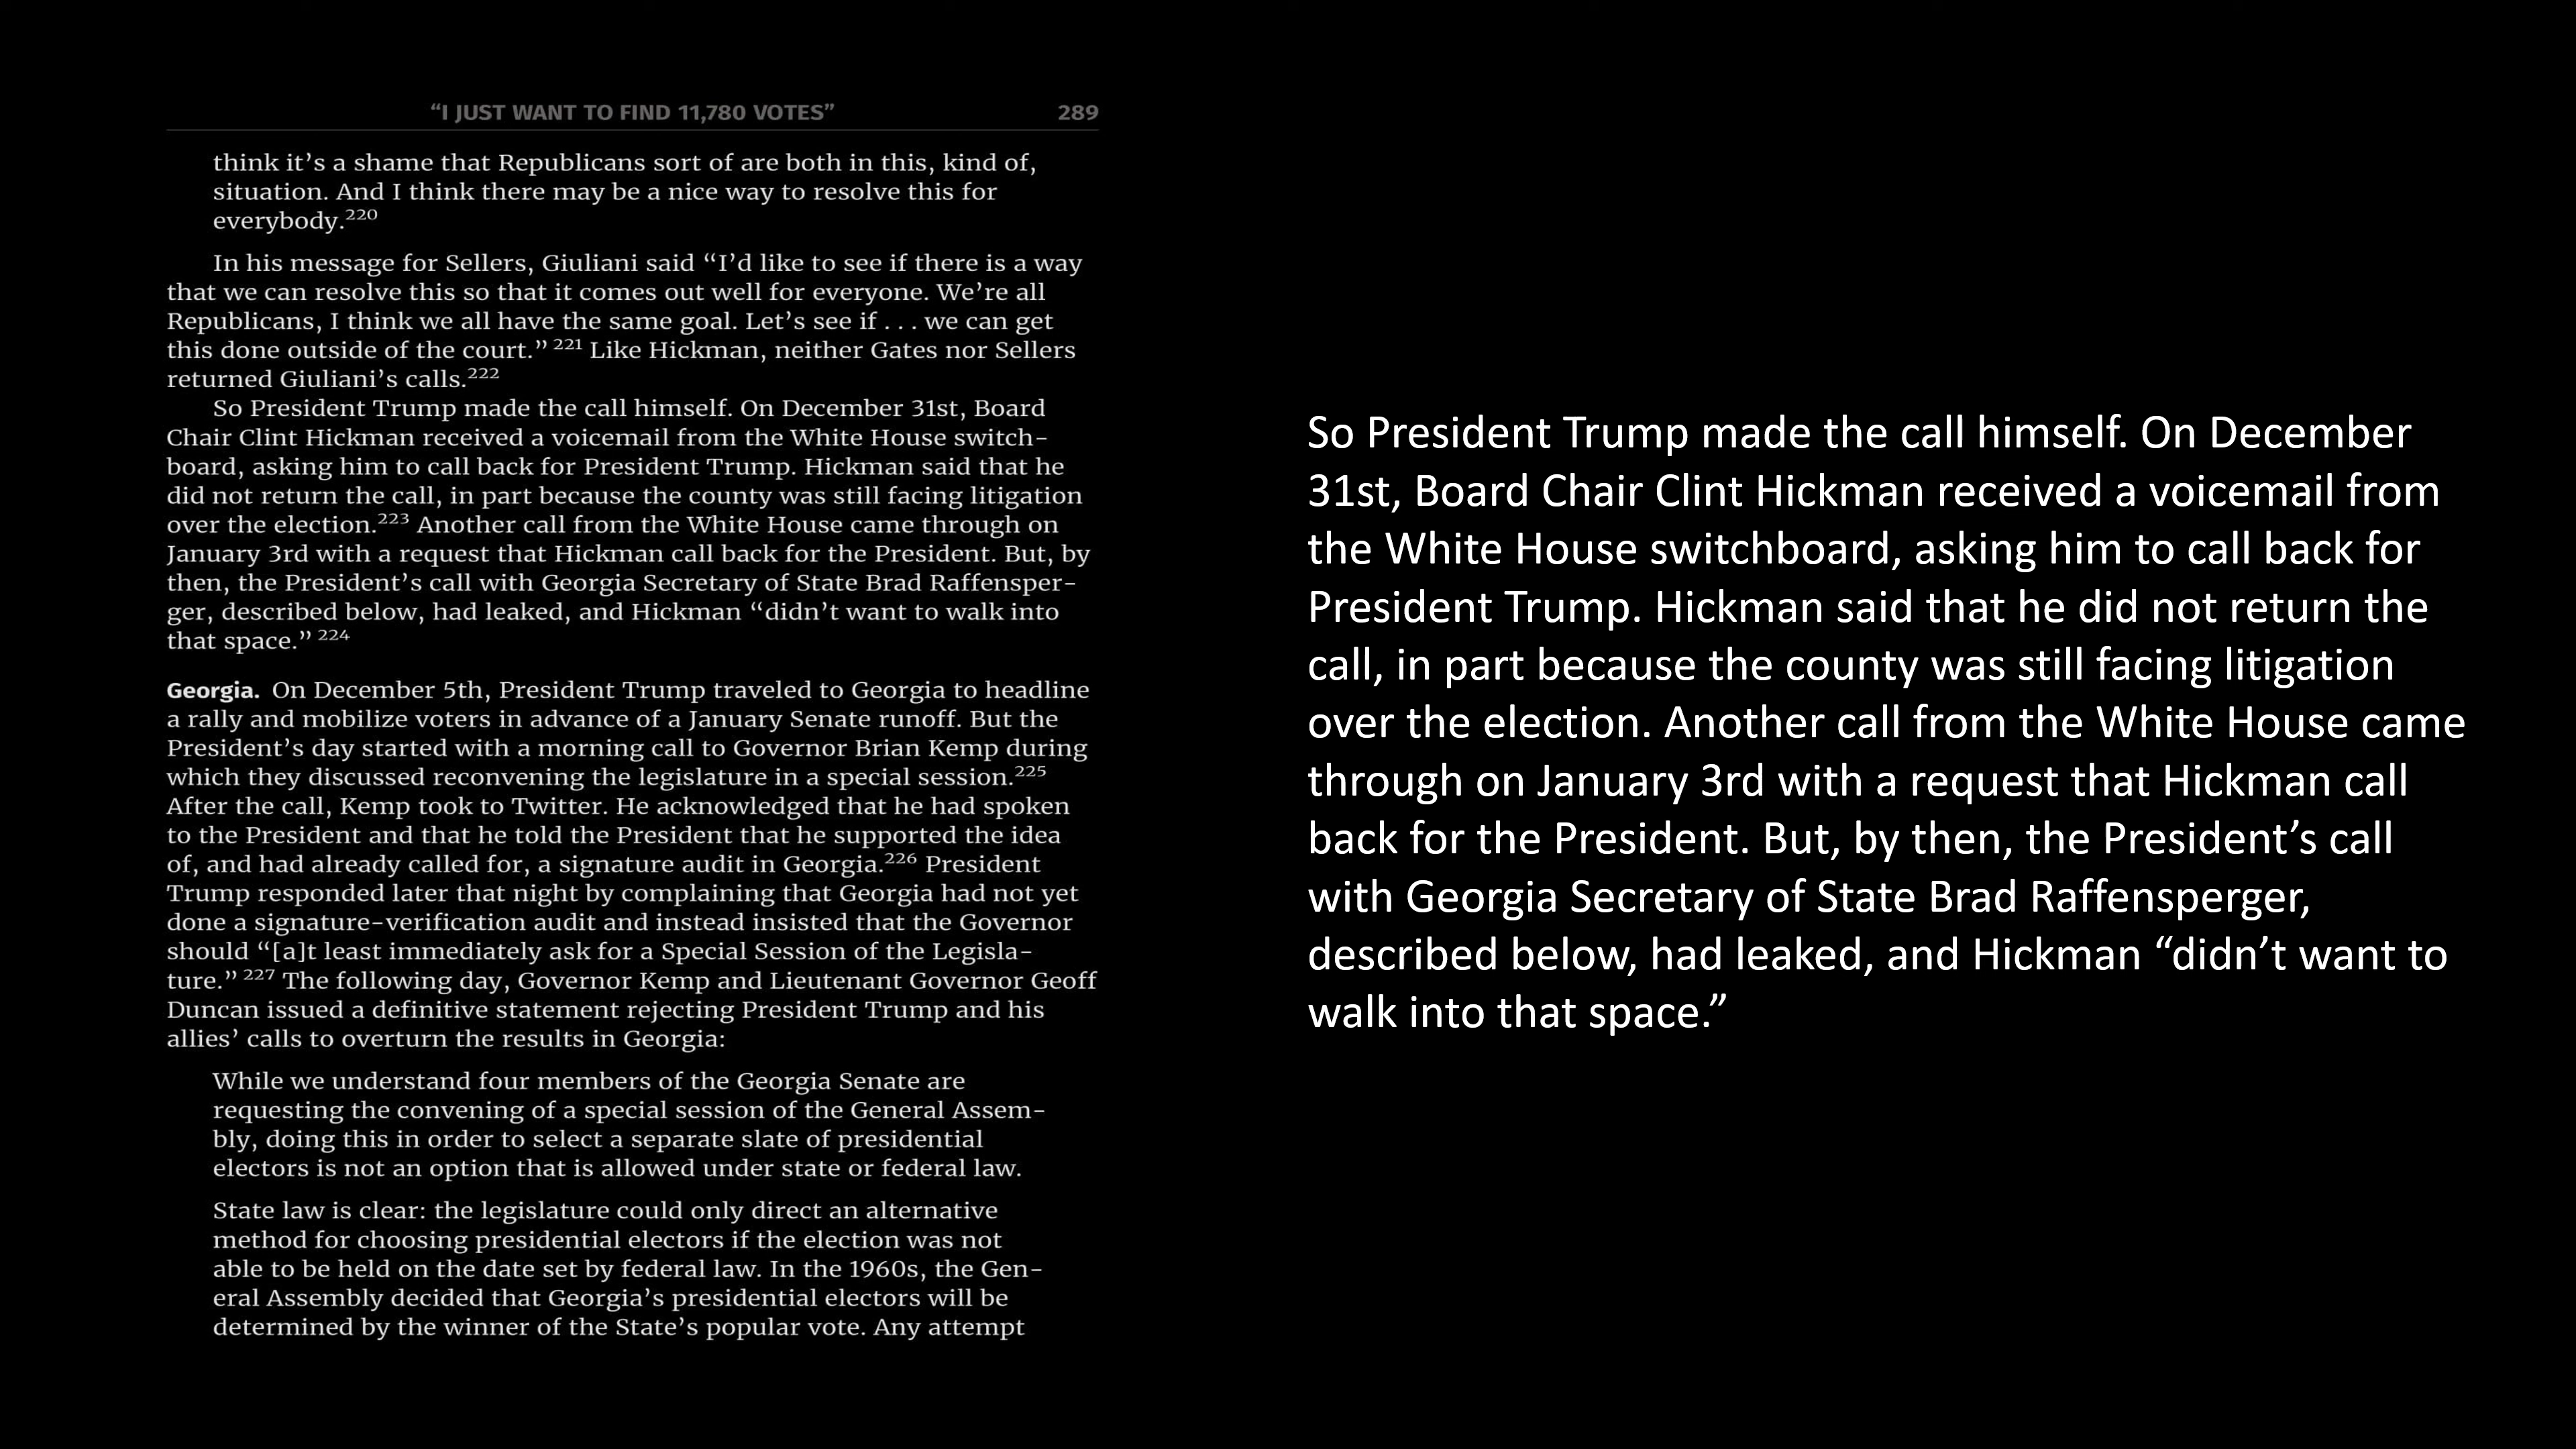 “I JUST WANT TO FIND 11,780 VOTES” 289
think it’s a shame that Republicans sort of are both in this, kind of,
situation. And I think there may be a nice way to resolve this for
everybody.220
In his message for Sellers, Giuliani said “I’d like to see if there is a way
that we can resolve this so that it comes out well for everyone. We’re all
Republicans, I think we all have the same goal. Let’s see if . . . we can get
this done outside of the court.” 221 Like Hickman, neither Gates nor Sellers
returned Giuliani’s calls.222
So President Trump made the call himself. On December 31st, Board
Chair Clint Hickman received a voicemail from the White House switch-
board, asking him to call back for President Trump. Hickman said that he
did not return the call, in part because the county was still facing litigation
over the election.223 Another call from the White House came through on
January 3rd with a request that Hickman call back for the President. But, by
then, the President’s call with Georgia Secretary of State Brad Raffensper-
ger, described below, had leaked, and Hickman “didn’t want to walk into
that space.” 224
Georgia. On December 5th, President Trump traveled to Georgia to headline
a rally and mobilize voters in advance of a January Senate runoff. But the
President’s day started with a morning call to Governor Brian Kemp during
which they discussed reconvening the legislature in a special session.225
After the call, Kemp took to Twitter. He acknowledged that he had spoken
to the President and that he told the President that he supported the idea
of, and had already called for, a signature audit in Georgia.226 President
Trump responded later that night by complaining that Georgia had not yet
done a signature-verification audit and instead insisted that the Governor
should “[a]t least immediately ask for a Special Session of the Legisla-
ture.” 227 The following day, Governor Kemp and Lieutenant Governor Geoff
Duncan issued a definitive statement rejecting President Trump and his
allies’ calls to overturn the results in Georgia:
While we understand four members of the Georgia Senate are
requesting the convening of a special session of the General Assem-
bly, doing this in order to select a separate slate of presidential
electors is not an option that is allowed under state or federal law.
State law is clear: the legislature could only direct an alternative
method for choosing presidential electors if the election was not
able to be held on the date set by federal law. In the 1960s, the Gen-
eral Assembly decided that Georgia’s presidential electors will be
determined by the winner of the State’s popular vote. Any attempt
So President Trump made the call himself. On December
31st, Board Chair Clint Hickman received a voicemail from
the White House switchboard, asking him to call back for
President Trump. Hickman said that he did not return the
call, in part because the county was still facing litigation
over the election. Another call from the White House came
through on January 3rd with a request that Hickman call
back for the President. But, by then, the President’s call
with Georgia Secretary of State Brad Raffensperger,
described below, had leaked, and Hickman “didn’t want to
walk into that space.”